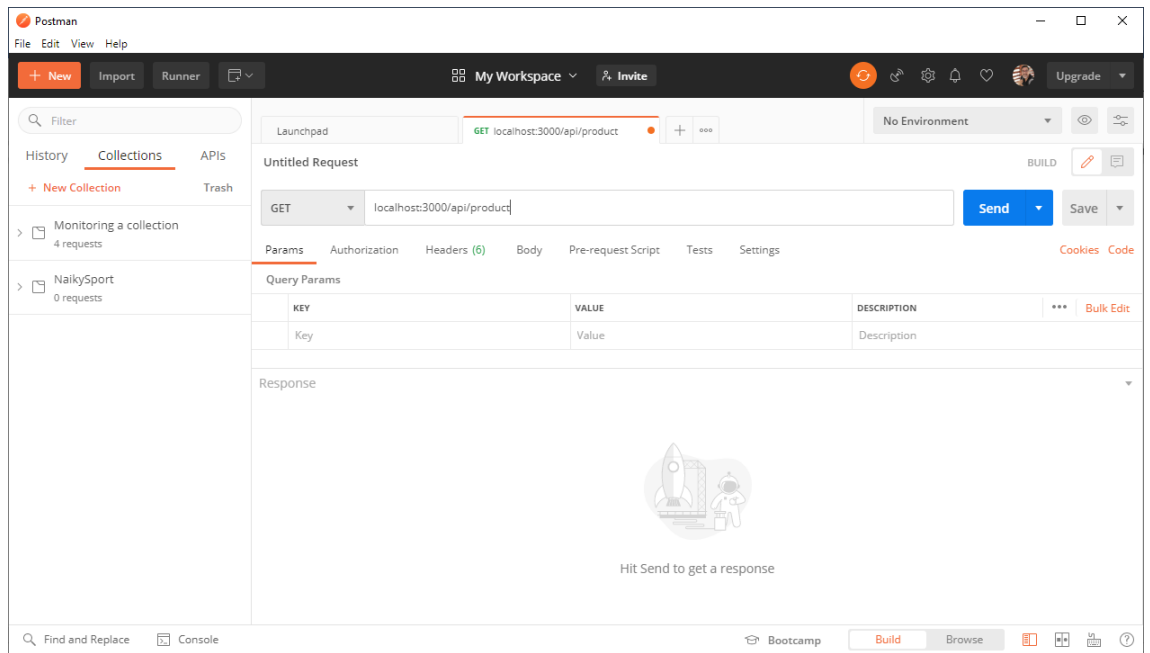 Postman
File Edit View Help
+ New Import Runner My Workspace Invite Upgrade
Filter
Launchpad GET localhost:3000/api/product No Environment
History Collections APIs
Untitled Request BUILD
+ New Collection Trash
GET localhost:3000/api/product Send Save
Monitoring a collection
4 requests
Params Authorization Headers (6) Body Pre-request Script Tests Settings Cookies Code
NaikySport
0 requests
Query Params
KEY VALUE DESCRIPTION Bulk Edit
Key Value Description
Response
Hit Send to get a response
Find and Replace Console Bootcamp Build Browse